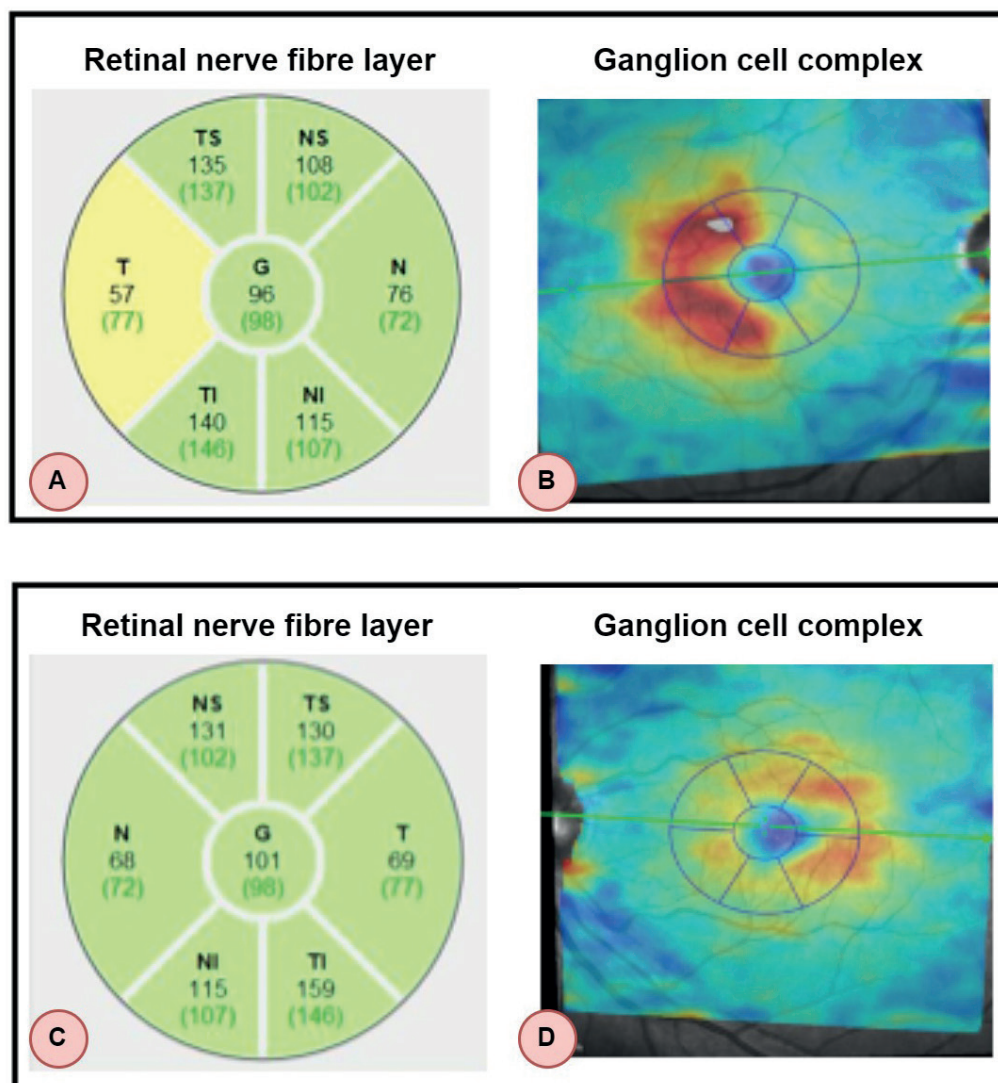 Retinal nerve fibre layer
Ganglion cell complex
TS
135
(137)
NS
108
(102)
T
57
(77)
G
96
(98)
N
76
(72)
TI
140
(146)
NI
115
(107)
A
B
Retinal nerve fibre layer
Ganglion cell complex
NS
131
(102)
TS
130
(137)
N
68
(72)
G
101
(98)
T
69
(77)
NI
115
(107)
TI
159
(146)
C
D